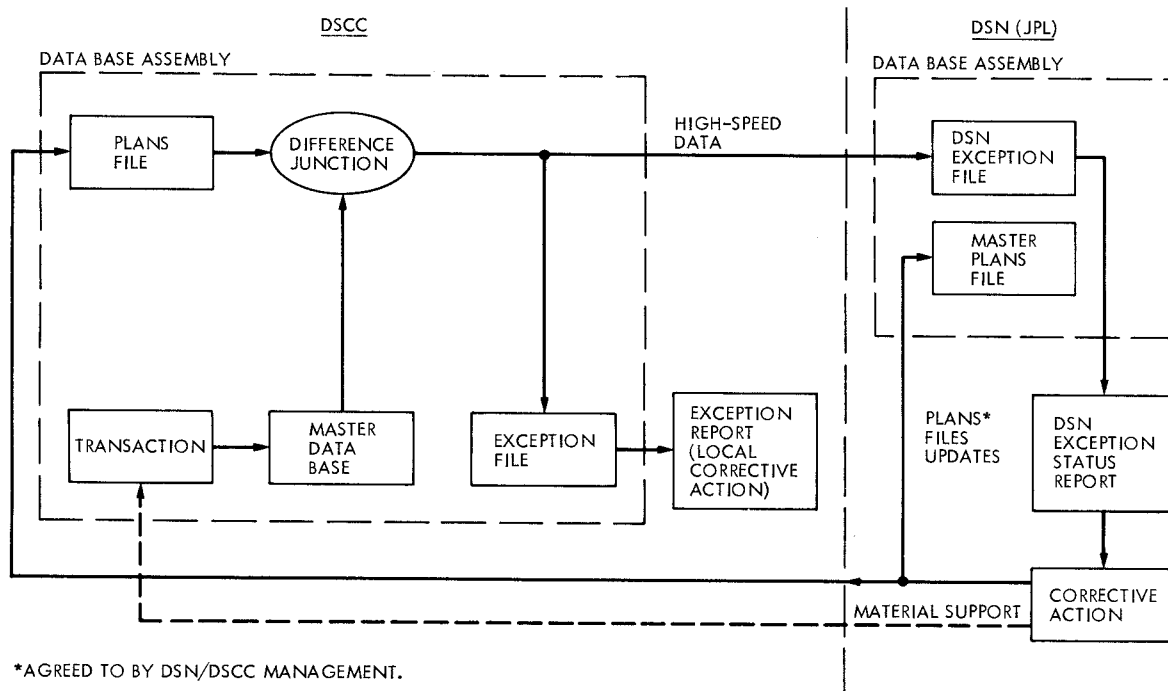 DSCC
DSN (JPL)
DATA BASE ASSEMBLY
DATA BASE ASSEMBLY
PLANS
FILE
DIFFERENCE
JUNCTION
HIGH-SPEED
DATA
DSN
EXCEPTION
FILE
MASTER
PLANS
FILE
TRANSACTION
MASTER
DATA
BASE
EXCEPTION
FILE
EXCEPTION
REPORT
(LOCAL
CORRECTIVE
ACTION)
PLANS*
FILES
UPDATES
DSN
EXCEPTION
STATUS
REPORT
CORRECTIVE
ACTION
MATERIAL SUPPORT
*AGREED TO BY DSN/DSCC MANAGEMENT.